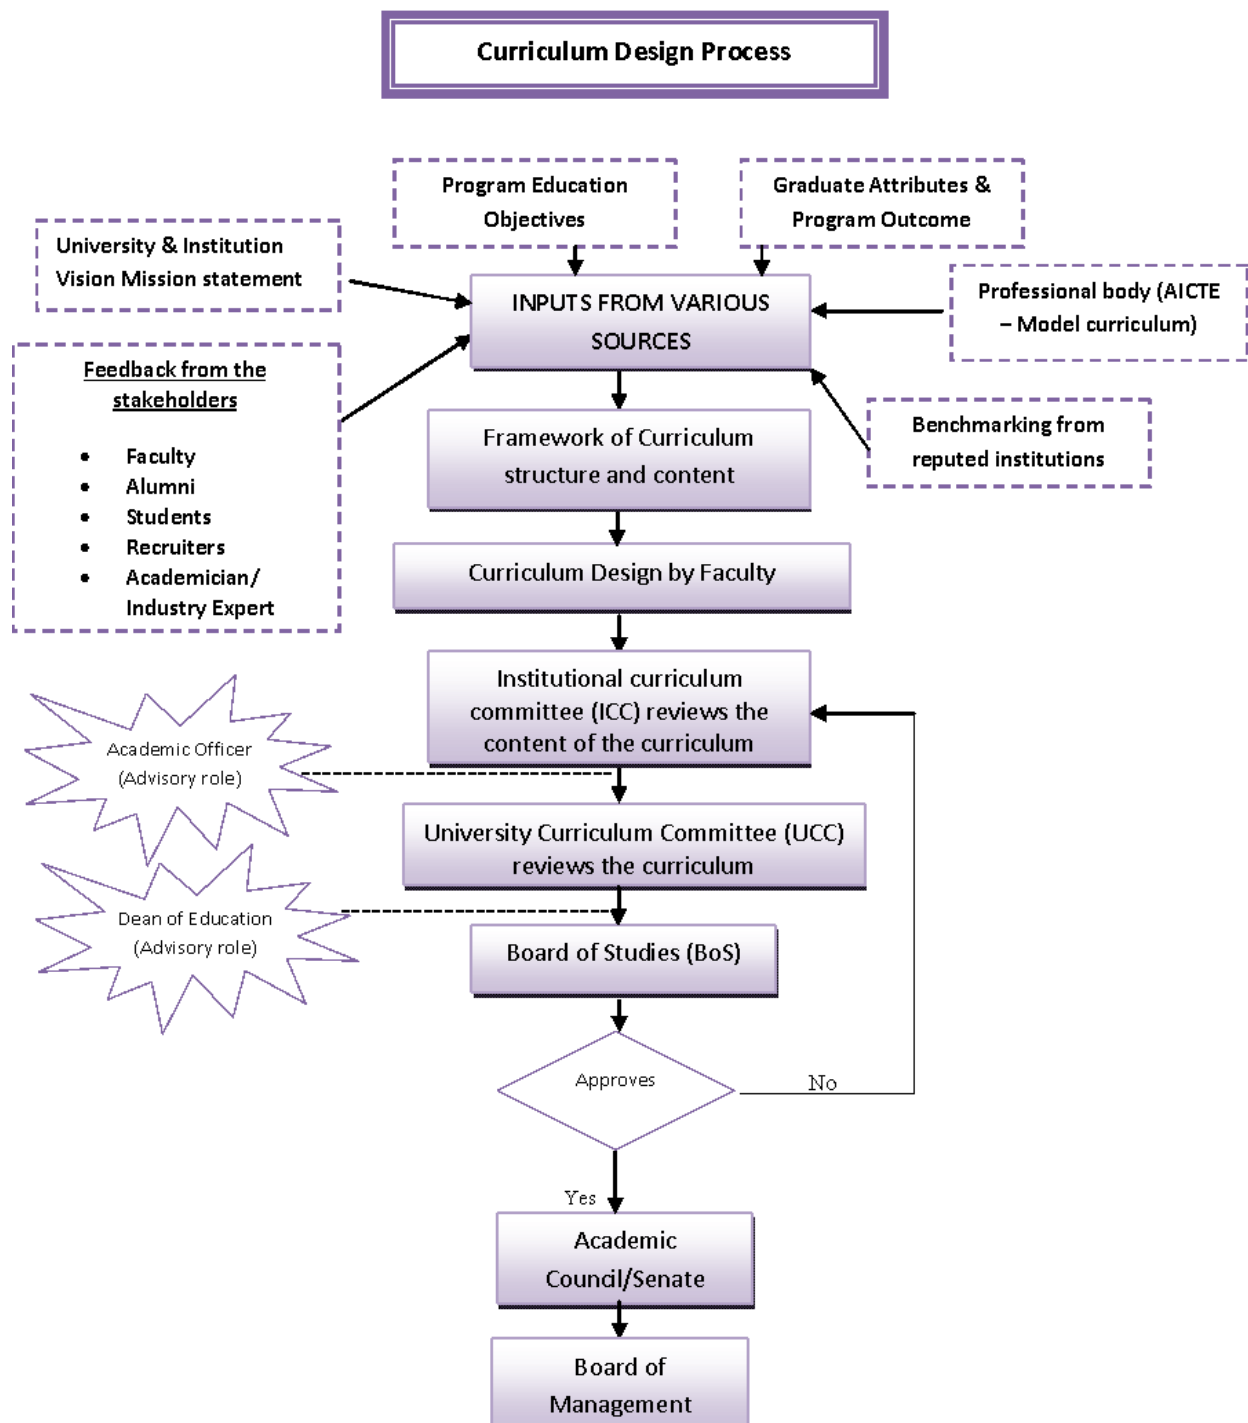 Curriculum Design Process
Program Education
Objectives
Graduate Attributes &
Program Outcome
University & Institution
Vision Mission statement
INPUTS FROM VARIOUS
SOURCES
Professional body (AICTE
– Model curriculum)
Feedback from the
stakeholders
• Faculty
• Alumni
• Students
• Recruiters
• Academician/
Industry Expert
Benchmarking from
reputed institutions
Framework of Curriculum
structure and content
Curriculum Design by Faculty
Institutional curriculum
committee (ICC) reviews the
content of the curriculum
Academic Officer
(Advisory role)
University Curriculum Committee (UCC)
reviews the curriculum
Dean of Education
(Advisory role)
Board of Studies (BoS)
Approves
No
Yes
Academic
Council/Senate
Board of
Management